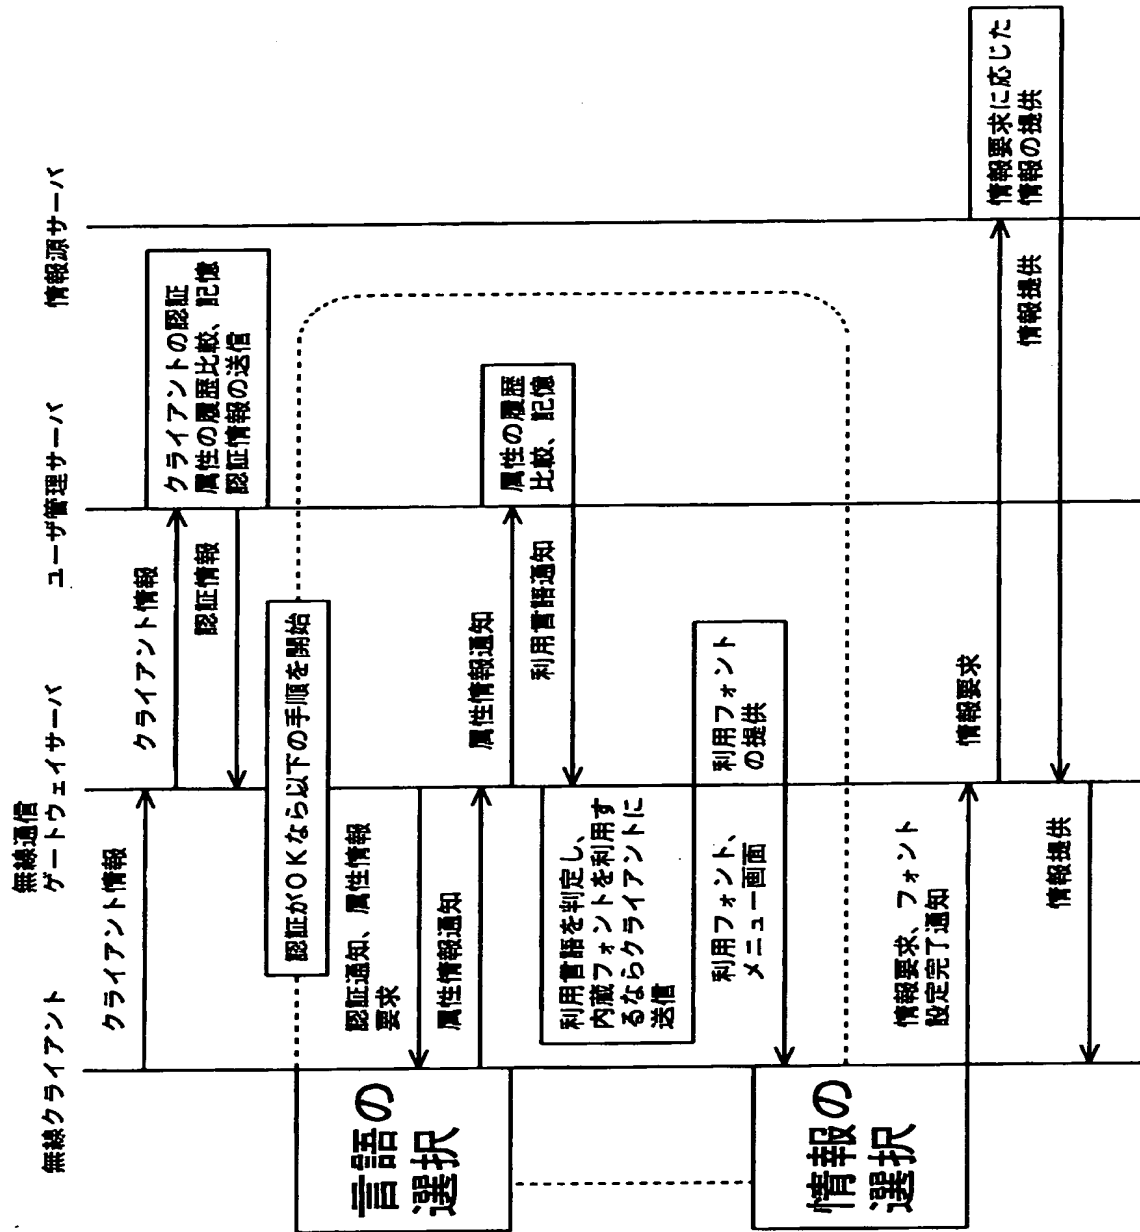 無線クライアント
無線通信
ゲートウェイサーバ
ユーザ管理サーバ
情報源サーバ
クライアント情報
クライアント情報
クライアントの認証
属性の履歴比較、記憶
認証情報の送信
認証情報
認証がOKなら以下の手順を開始
認証通知、属性情報
要求
言語の
選択
属性情報通知
属性情報通知
属性の履歴
比較、記憶
利用言語通知
利用言語を判定し、
内蔵フォントを利用す
るならクライアントに
送信
利用フォント
の提供
利用フォント、
メニュー画面
情報の
選択
情報要求、フォント
設定完了通知
情報要求
情報要求に応じた
情報の提供
情報提供
情報提供